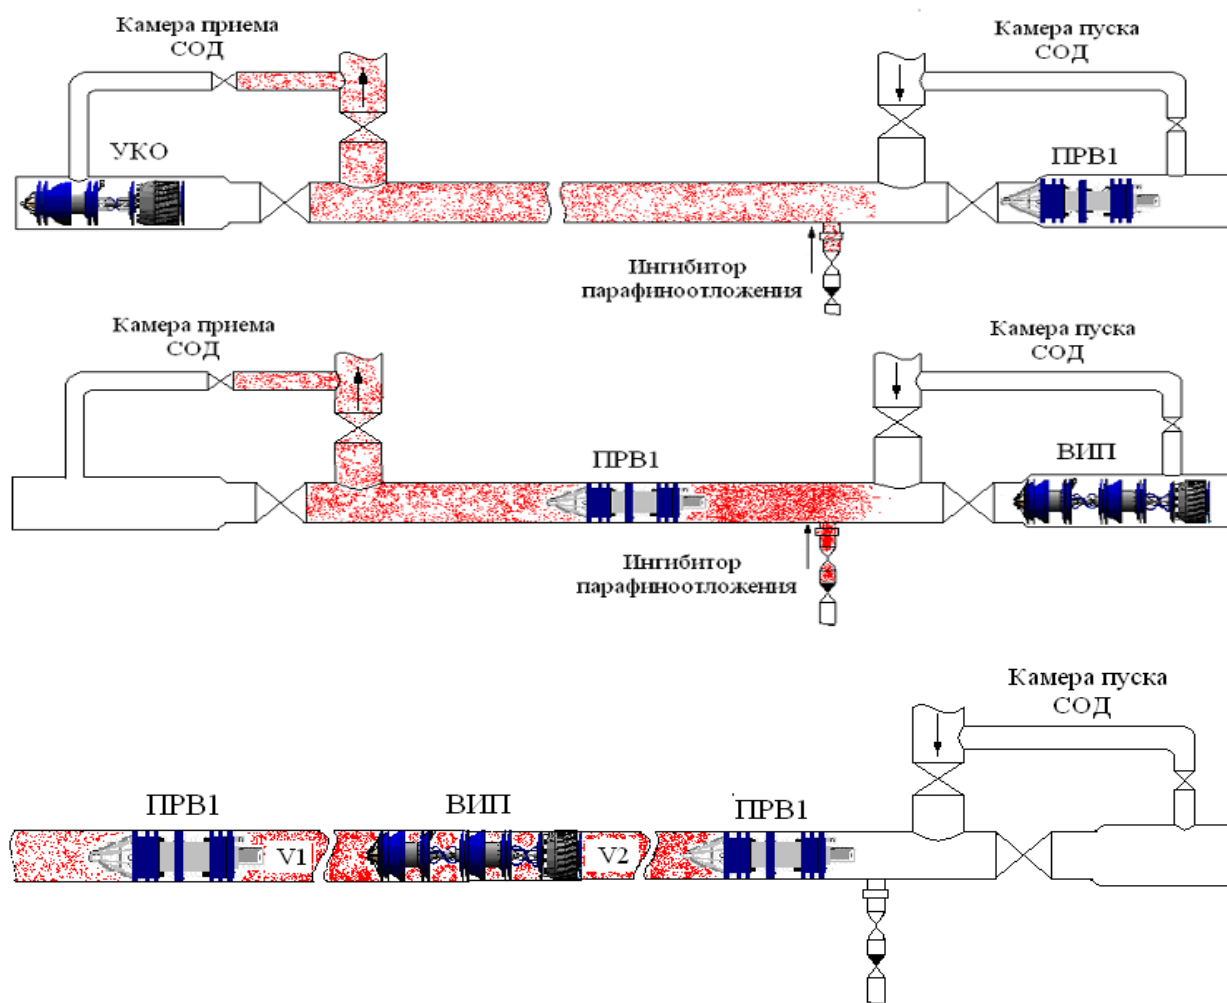 Камера приема
СОД
Камера пуска
СОД
УКО
ПРВ1
Ингибитор
парафиноотложения
Камера приема
СОД
Камера пуска
СОД
ПРВ1
ВИП
Ингибитор
парафиноотложения
Камера пуска
СОД
ПРВ1
ВИП
ПРВ1
V1
V2